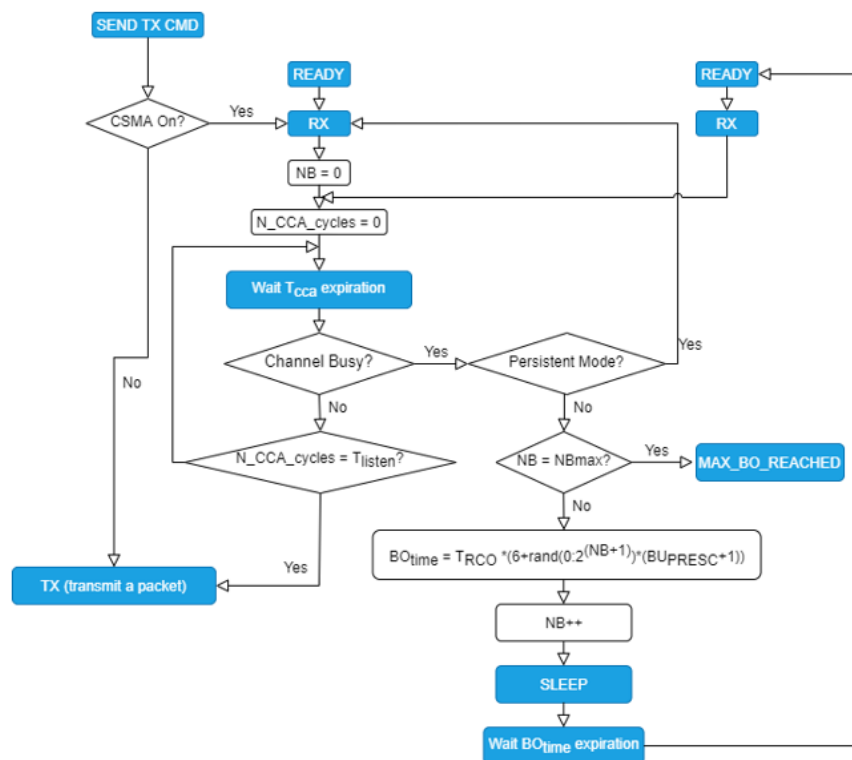 SEND TX CMD
READY
READY
CSMA On?
Yes
RX
RX
NB = 0
N_CCA_cycles = 0
Wait Tcca expiration
Channel Busy?
Yes
Persistent Mode?
Yes
No
No
No
N_CCA_cycles = Tlisten?
NB = NBmax?
Yes
MAX_BO_REACHED
No
BOtime = TRCO *(6+rand(0:2^(NB+1))*(BUPRESC+1))
Yes
TX (transmit a packet)
NB++
SLEEP
Wait BOtime expiration